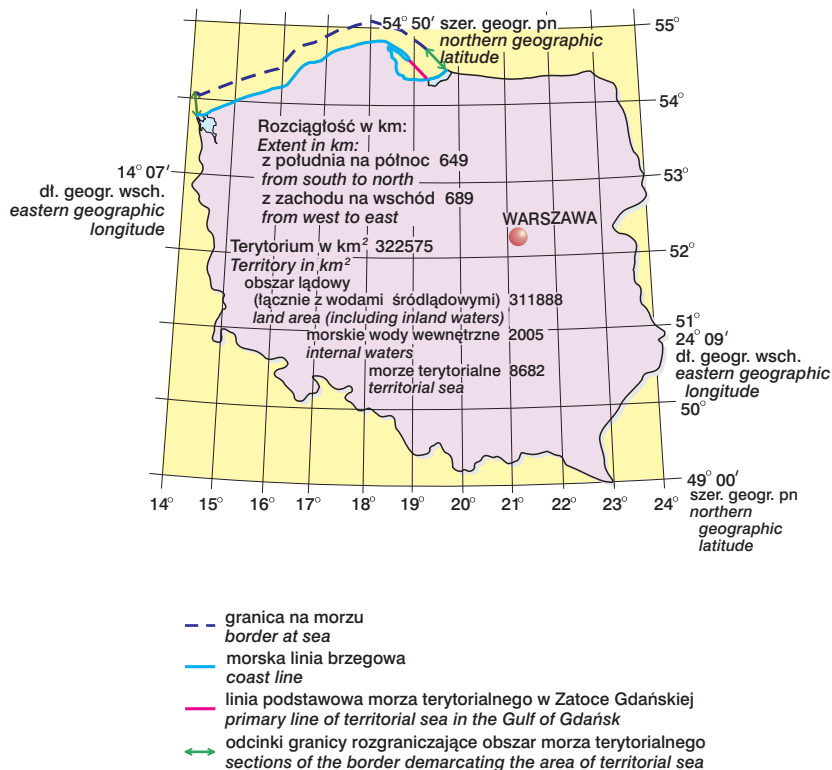 54° 50′ szer. geogr. pn
northern geographic
latitude
55°
54°
Rozciągłość w km:
Extent in km:
z południa na północ 649
from south to north
z zachodu na wschód 689
from west to east
14° 07′
dł. geogr. wsch.
eastern geographic
longitude
53°
WARSZAWA
52°
Terytorium w km² 322575
Territory in km²
obszar lądowy
(łącznie z wodami śródlądowymi) 311888
land area (including inland waters)
morskie wody wewnętrzne 2005
internal waters
morze terytorialne 8682
territorial sea
51°
24° 09′
dł. geogr. wsch.
eastern geographic
longitude
50°
49° 00′
szer. geogr. pn
northern
geographic
latitude
14° 15° 16° 17° 18° 19° 20° 21° 22° 23° 24°
granica na morzu
border at sea
morska linia brzegowa
coast line
linia podstawowa morza terytorialnego w Zatoce Gdańskiej
primary line of territorial sea in the Gulf of Gdańsk
odcinki granicy rozgraniczające obszar morza terytorialnego
sections of the border demarcating the area of territorial sea